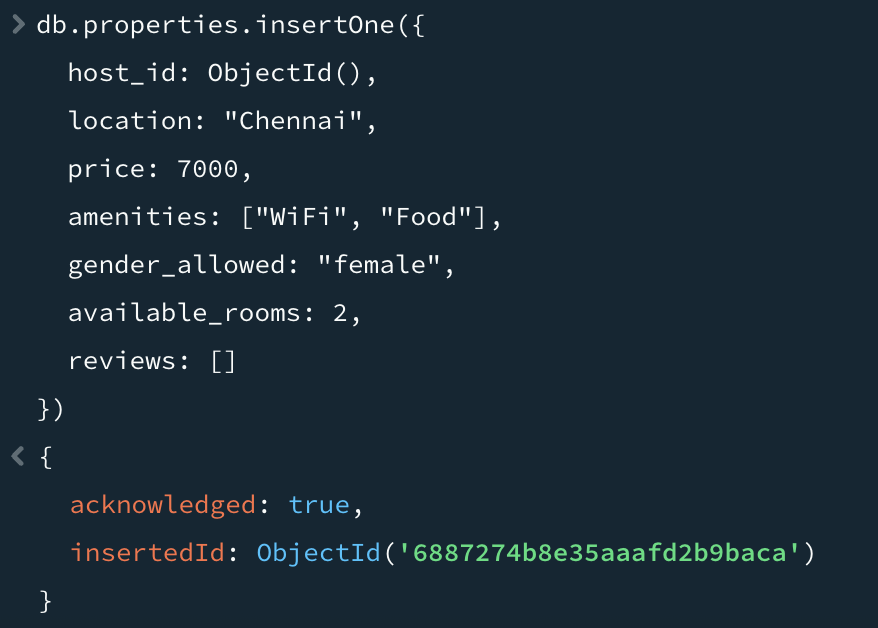 > db.properties.insertOne({
host_id: ObjectId(),
location: "Chennai",
price: 7000,
amenities: ["WiFi", "Food"],
gender_allowed: "female",
available_rooms: 2,
reviews: []
})
< {
acknowledged: true,
insertedId: ObjectId('6887274b8e35aaafd2b9baca')
}